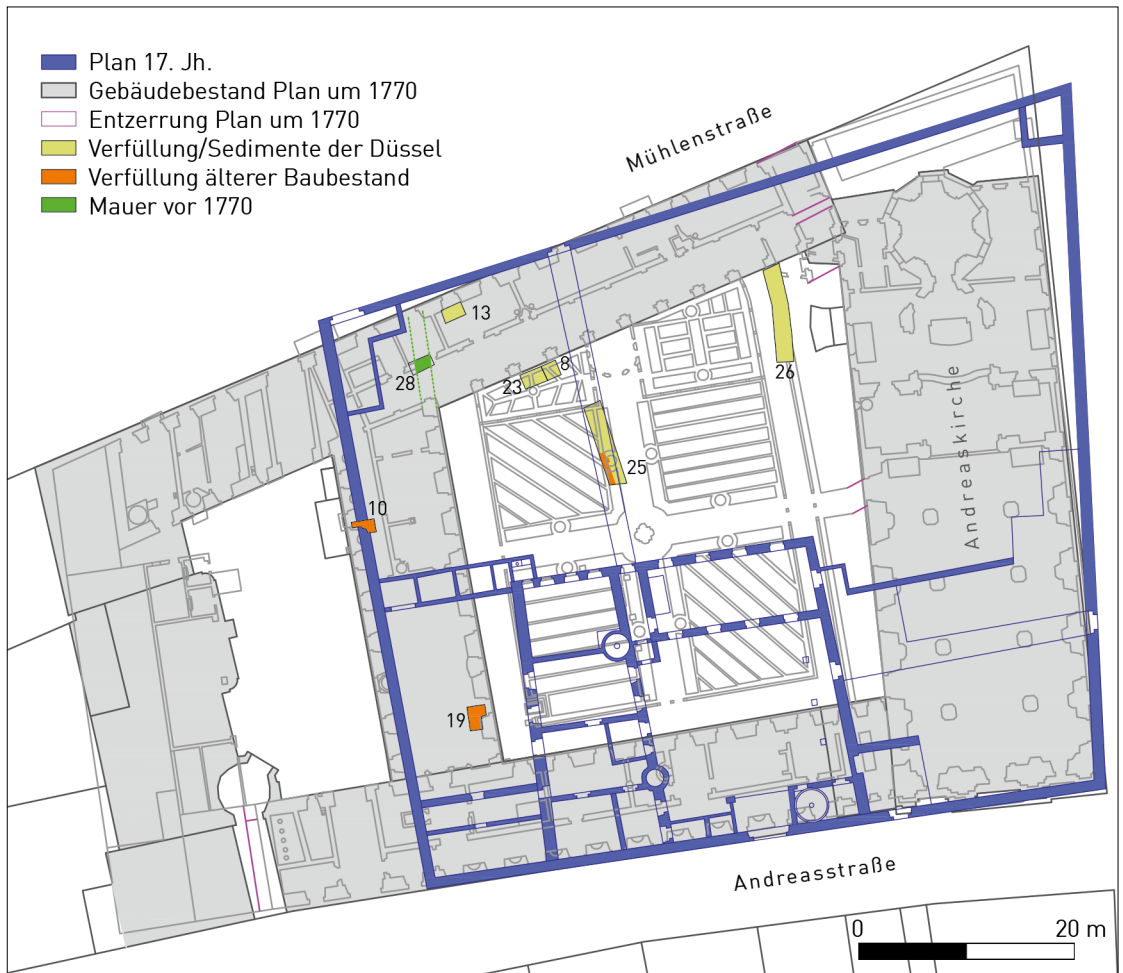 Plan 17. Jh.
Gebäudebestand Plan um 1770
Entzerrung Plan um 1770
Verfüllung/Sedimente der Düssel
Verfüllung älterer Baubestand
Mauer vor 1770
Mühlenstraße
13
28
23
8
26
25
Andreaskirche
10
19
Andreasstraße
0
20 m